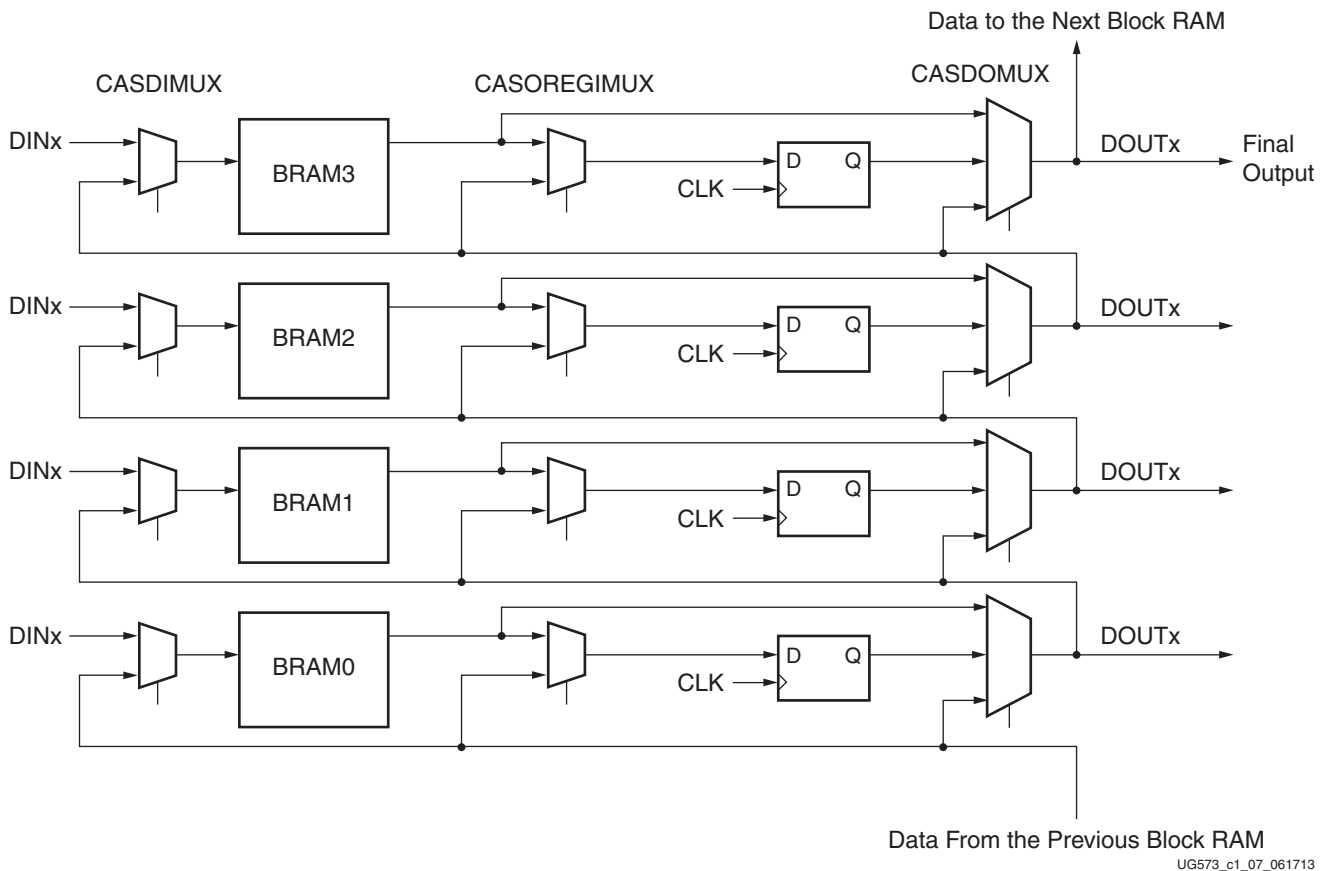 Data to the Next Block RAM
CASDIMUX
CASOREGIMUX
CASDOMUX
DINx
BRAM3
D
Q
CLK
DOUTx
Final
Output
DINx
BRAM2
D
Q
CLK
DOUTx
DINx
BRAM1
D
Q
CLK
DOUTx
DINx
BRAM0
D
Q
CLK
DOUTx
Data From the Previous Block RAM
UG573_c1_07_061713